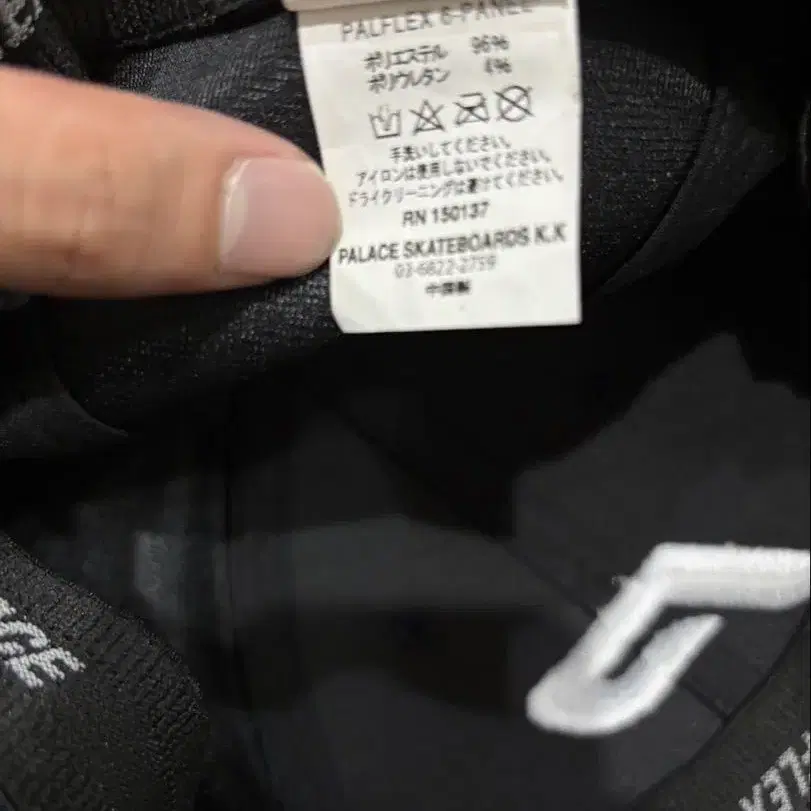 PALFLEX 6-PANEL
ポリエステル 96%
ポリウレタン 4%
手洗いしてください。
アイロンは使用しないでください。
ドライクリーニングは避けてください。
RN 150137
PALACE SKATEBOARDS K.K
03-6822-2759
中国製